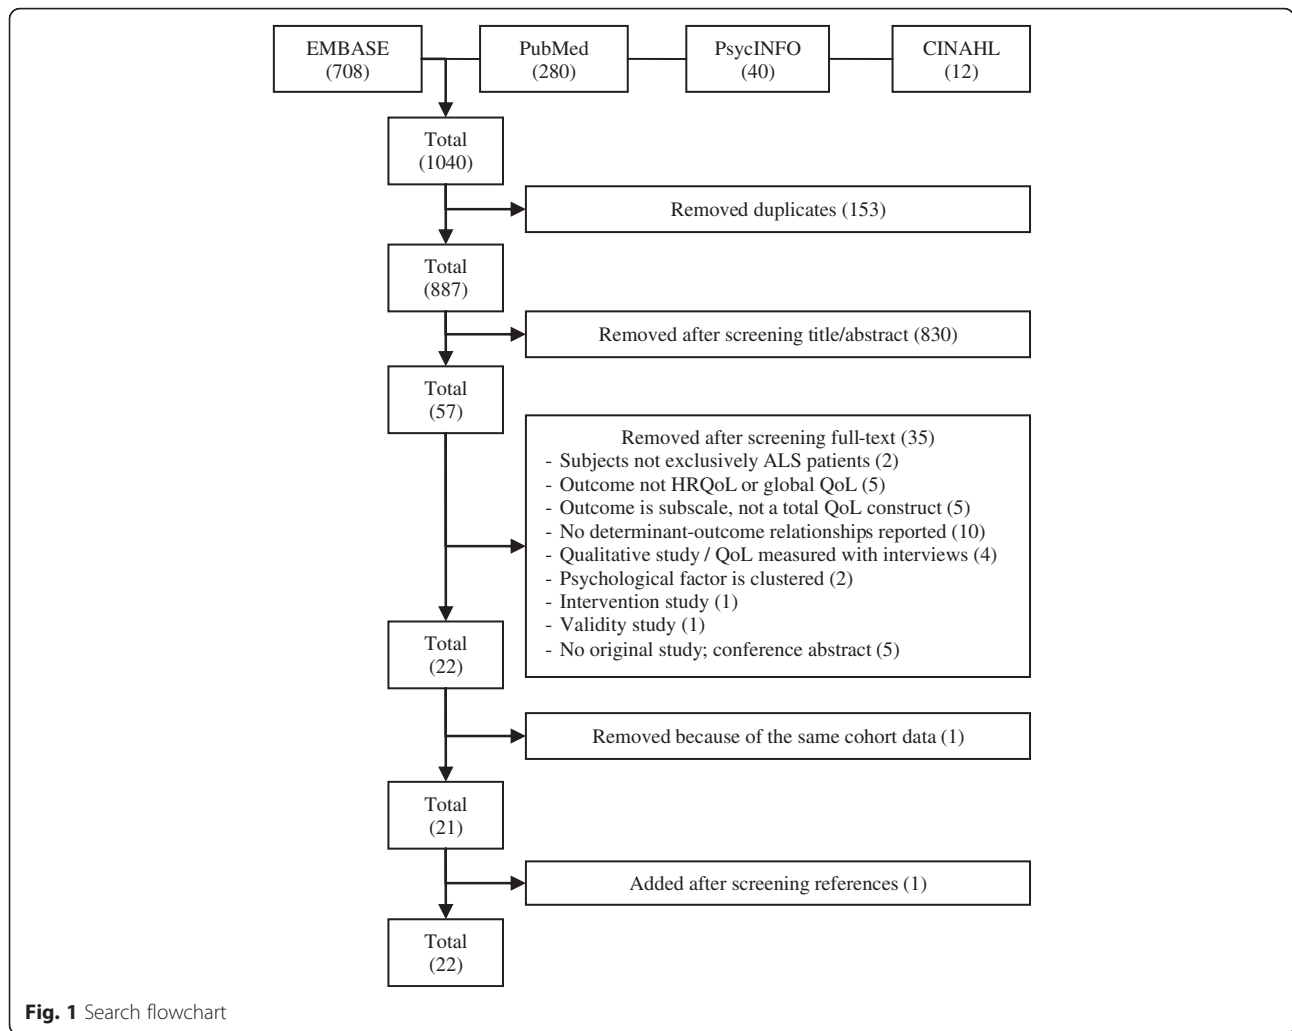 EMBASE
(708)
PubMed
(280)
PsycINFO
(40)
CINAHL
(12)
Total
(1040)
Removed duplicates (153)
Total
(887)
Removed after screening title/abstract (830)
Total
(57)
Removed after screening full-text (35)
- Subjects not exclusively ALS patients (2)
- Outcome not HRQoL or global QoL (5)
- Outcome is subscale, not a total QoL construct (5)
- No determinant-outcome relationships reported (10)
- Qualitative study / QoL measured with interviews (4)
- Psychological factor is clustered (2)
- Intervention study (1)
- Validity study (1)
- No original study; conference abstract (5)
Total
(22)
Removed because of the same cohort data (1)
Total
(21)
Added after screening references (1)
Total
(22)
Fig. 1 Search flowchart